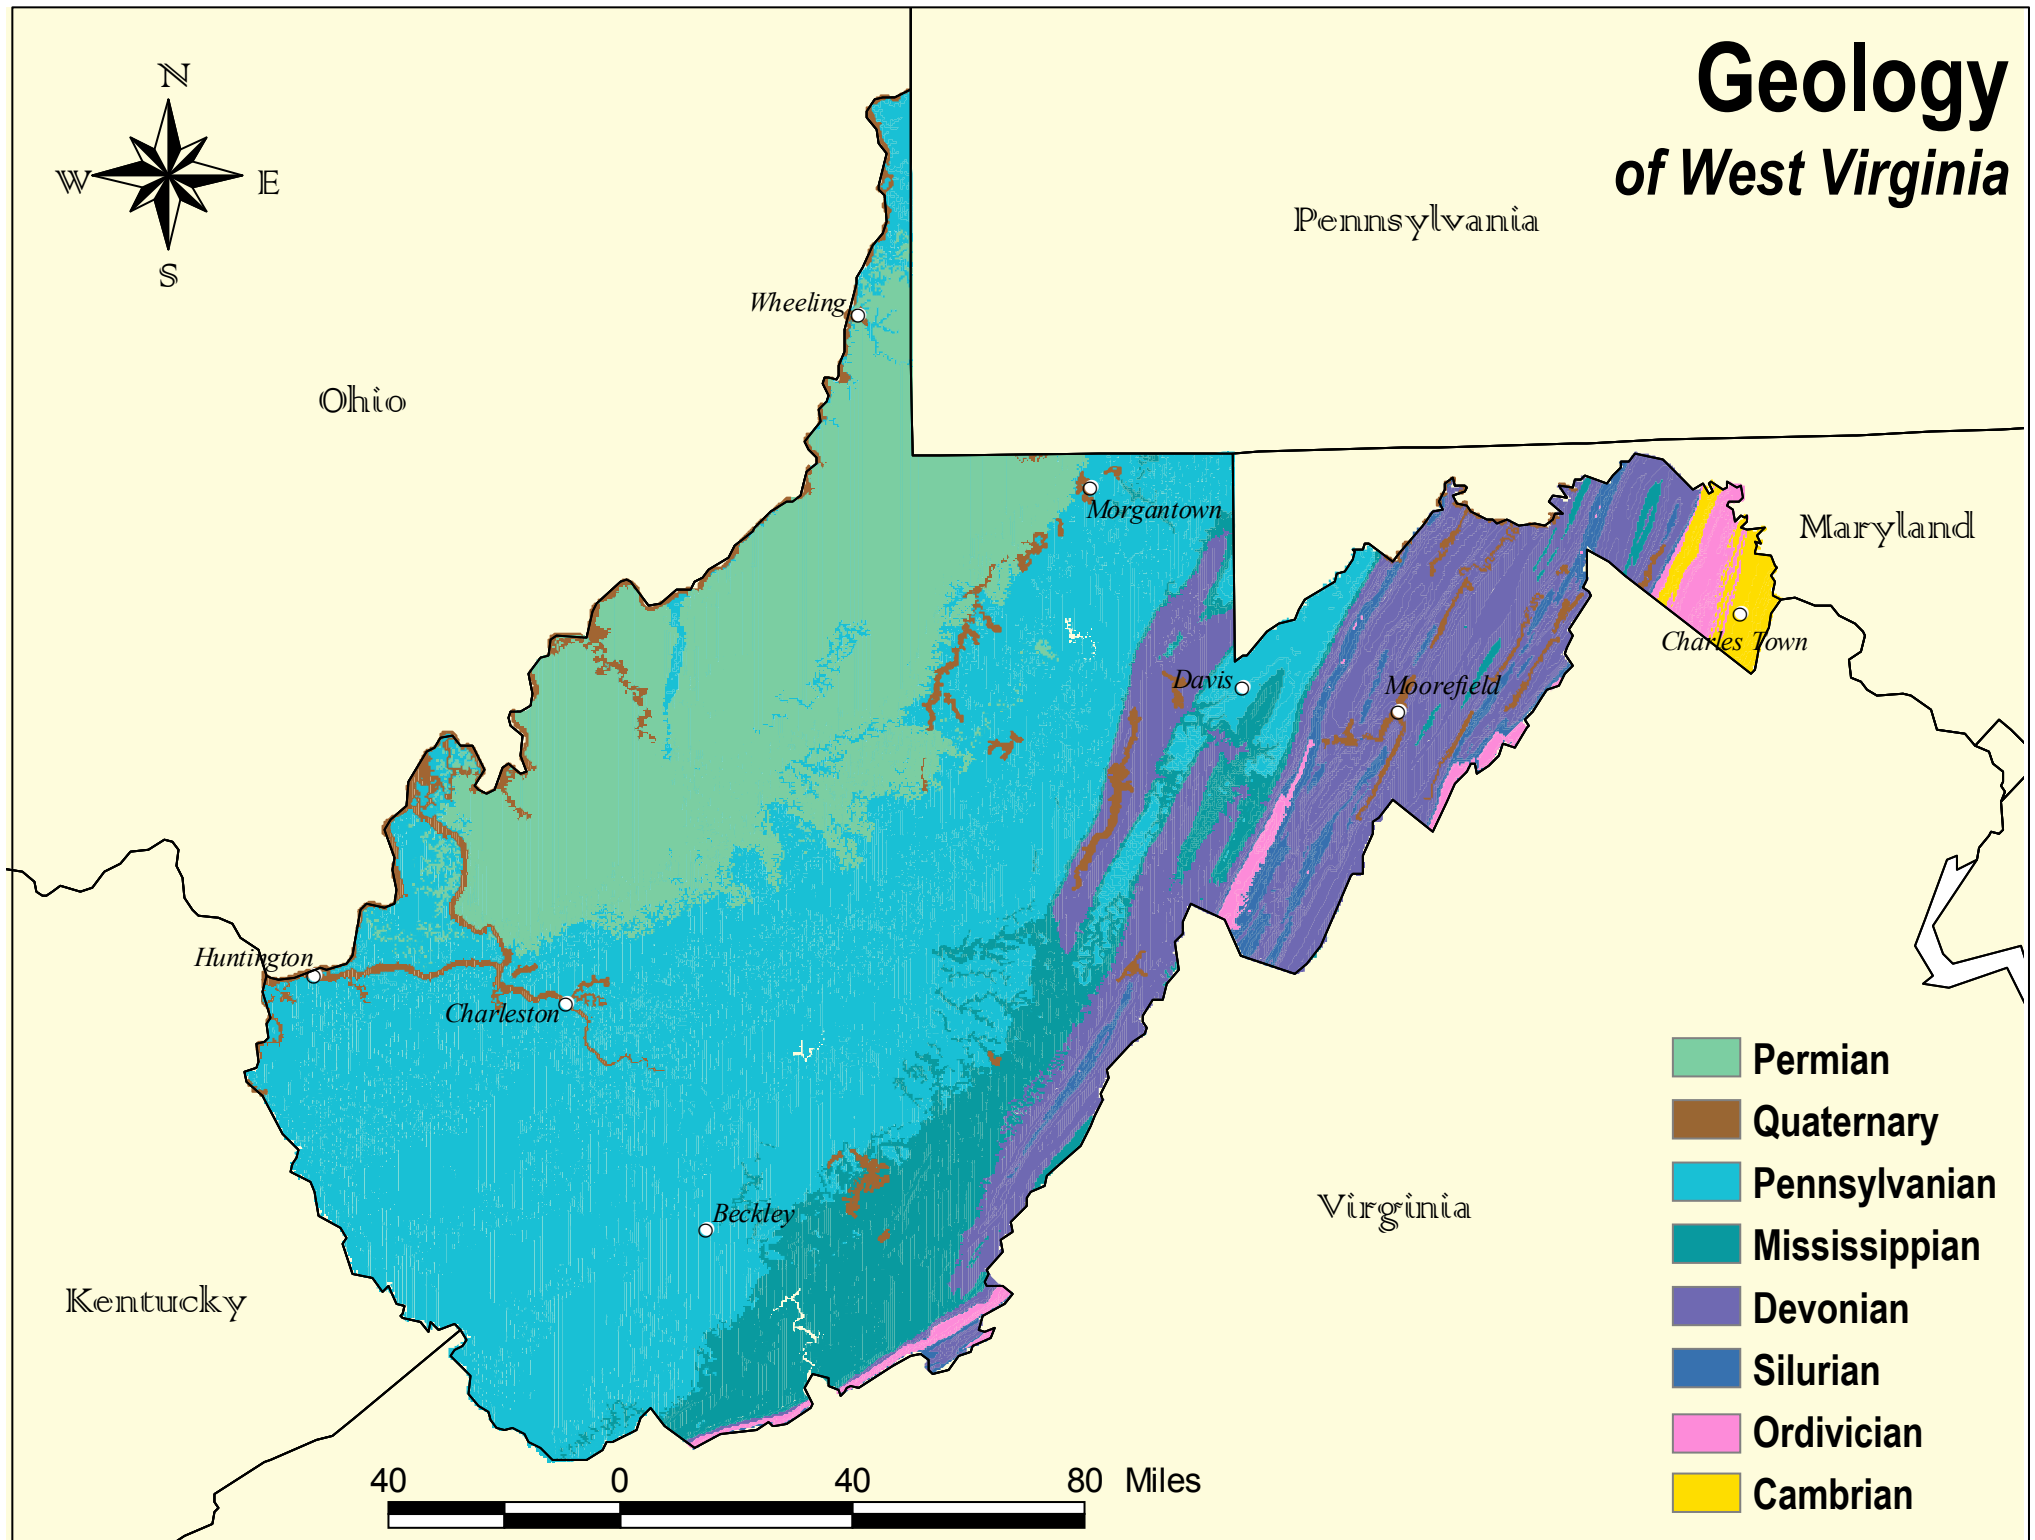 Geology
of West Virginia
N
W
E
S
Pennsylvania
Wheeling
Ohio
Morgantown
Maryland
Charles Town
Davis
Moorefield
Huntington
Charleston
Beckley
Virginia
Kentucky
Permian
Quaternary
Pennsylvanian
Mississippian
Devonian
Silurian
Ordivician
Cambrian
40 0 40 80 Miles